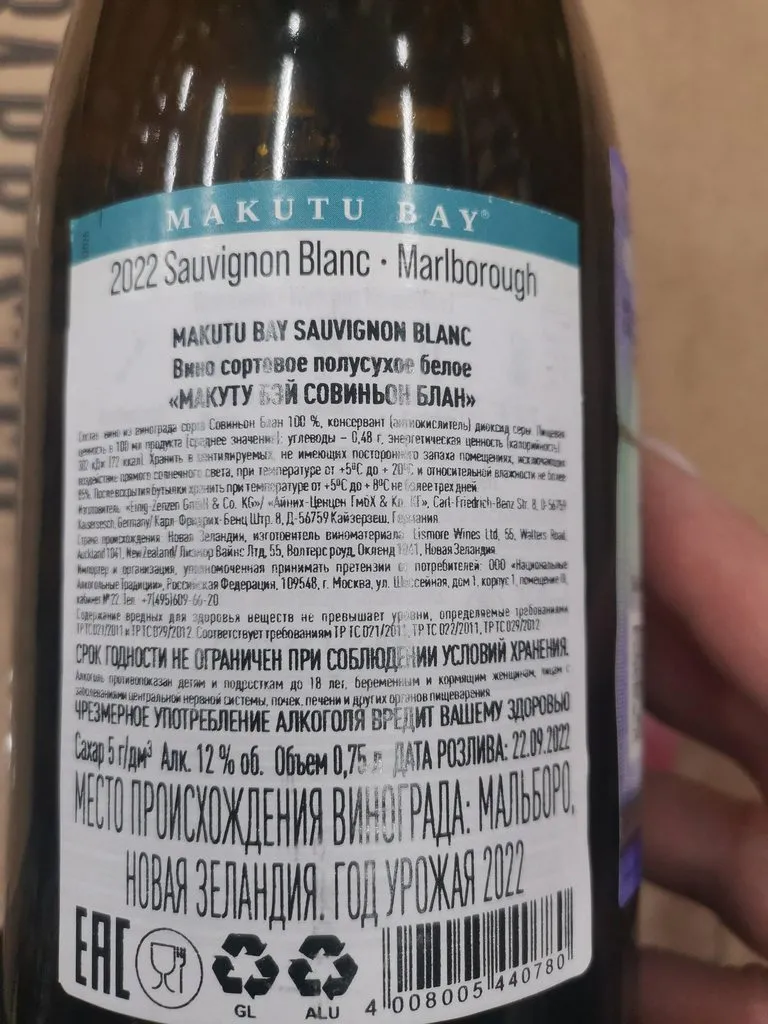 MAKUTU BAY®
2022 Sauvignon Blanc · Marlborough
MAKUTU BAY SAUVIGNON BLANC
Вино сортовое полусухое белое
«МАКУТУ БЭЙ СОВИНЬОН БЛАН»
Состав: вино из винограда сорта Совиньон Блан 100 %, консервант (антиокислитель) диоксид серы. Пищевая
ценность в 100 мл продукта (среднее значение): углеводы – 0,48 г, энергетическая ценность (калорийность)
302 кДж (72 ккал). Хранить в вентилируемых, не имеющих постороннего запаха помещениях, исключающих
воздействие прямого солнечного света, при температуре от +5°C до + 20°C и относительной влажности не более
85%. После вскрытия бутылки хранить при температуре от +5°C до + 8°C не более трех дней.
Изготовитель: «Einig-Zenzen GmbH & Co. KG»/ «Айних-Ценцен ГмбХ & Ко. КГ», Carl-Friedrich-Benz Str. 8, D-56759
Kaisersesch, Germany/ Карл-Фридрих-Бенц Штр. 8, Д-56759 Кайзерзеш, Германия
Страна происхождения: Новая Зеландия, изготовитель виноматериала: Lismore Wines Ltd, 55, Walters Road,
Auckland 1041, New Zealand/ Лисмор Вайнс Лтд, 55, Волтерс роуд, Окленд 1041, Новая Зеландия
Импортер и организация, уполномоченная принимать претензии от потребителей: ООО «Национальные
Алкогольные Традиции», Российская Федерация, 109548, г. Москва, ул. Шоссейная, дом 1, корпус 1, помещение
кабинет № 22. Тел. +7(495)609-66-20
Содержание вредных для здоровья веществ не превышает уровни, определяемые требованиями
ТР ТС 021/2011 и ТР ТС 029/2012. Соответствует требованиям ТР ТС 021/2011, ТР ТС 022/2011, ТР ТС 029/2012
СРОК ГОДНОСТИ НЕ ОГРАНИЧЕН ПРИ СОБЛЮДЕНИИ УСЛОВИЙ ХРАНЕНИЯ.
Алкоголь противопоказан детям и подросткам до 18 лет, беременным и кормящим женщинам, лицам с
заболеваниями центральной нервной системы, почек, печени и других органов пищеварения.
ЧРЕЗМЕРНОЕ УПОТРЕБЛЕНИЕ АЛКОГОЛЯ ВРЕДИТ ВАШЕМУ ЗДОРОВЬЮ
Сахар 5 г/дм³ Алк. 12 % об. Объем 0,75 л ДАТА РОЗЛИВА: 22.09.2022
МЕСТО ПРОИСХОЖДЕНИЯ ВИНОГРАДА: МАЛЬБОРО,
НОВАЯ ЗЕЛАНДИЯ. ГОД УРОЖАЯ 2022
EAC
GL ALU
4 008005 440780